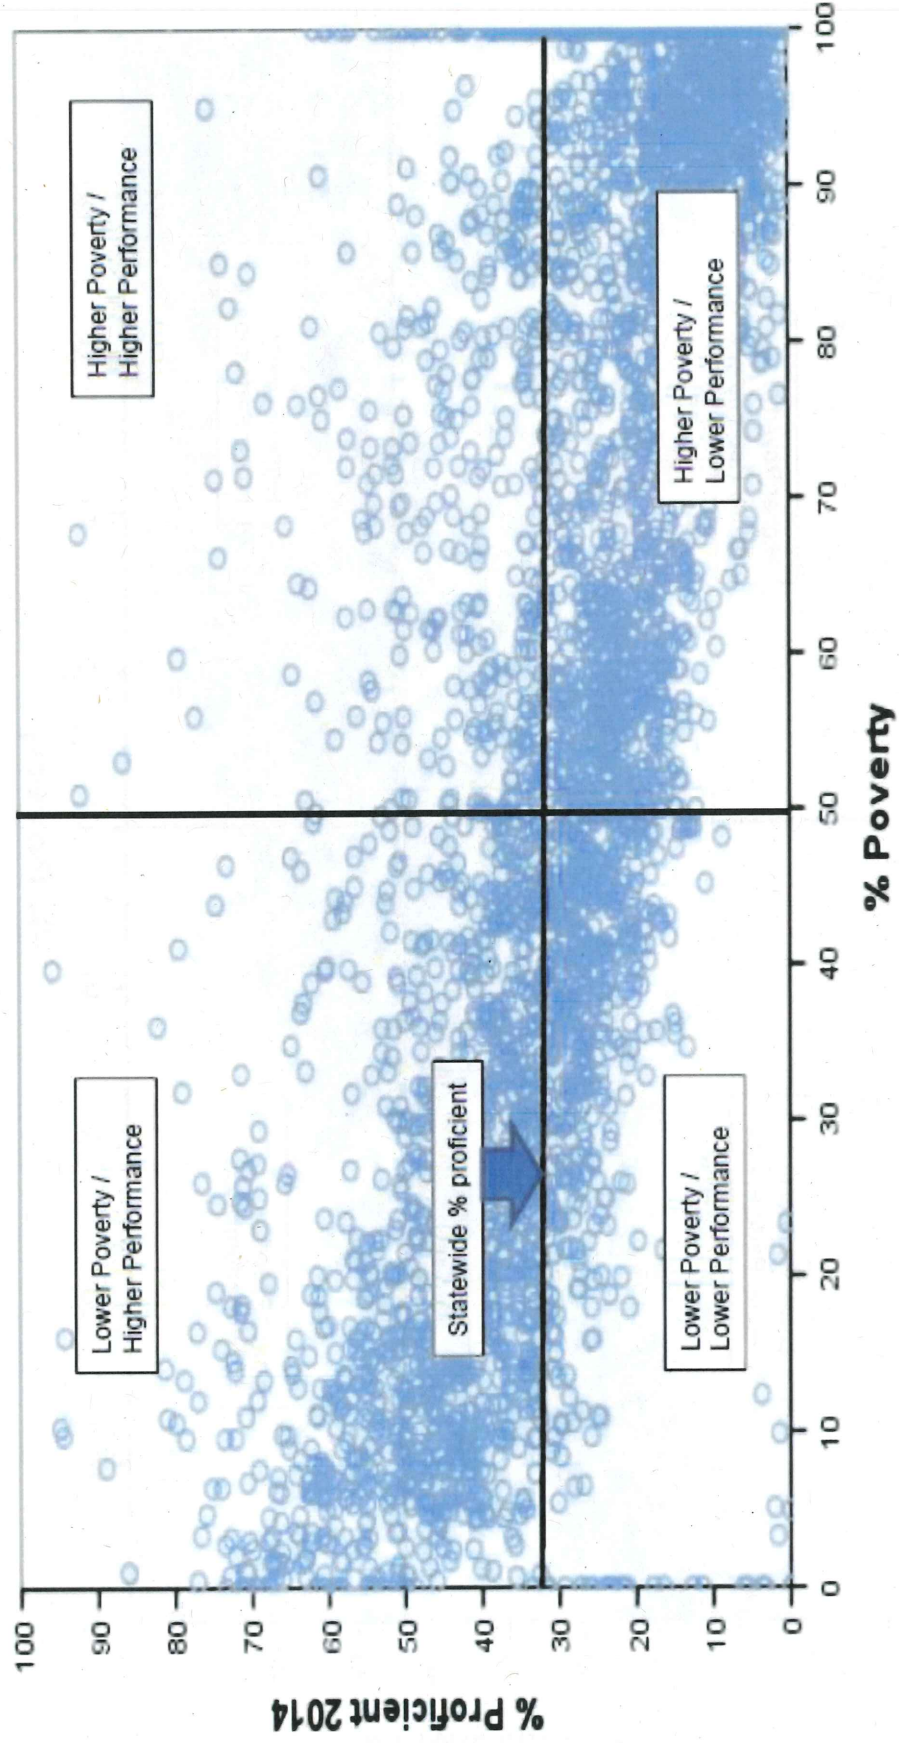 % Proficient 2014
100
90
80
70
60
50
40
30
20
10
0
Lower Poverty /
Higher Performance
Higher Poverty /
Higher Performance
Statewide % proficient
Lower Poverty /
Lower Performance
Higher Poverty /
Lower Performance
0
10
20
30
40
50
60
70
80
90
100
% Poverty